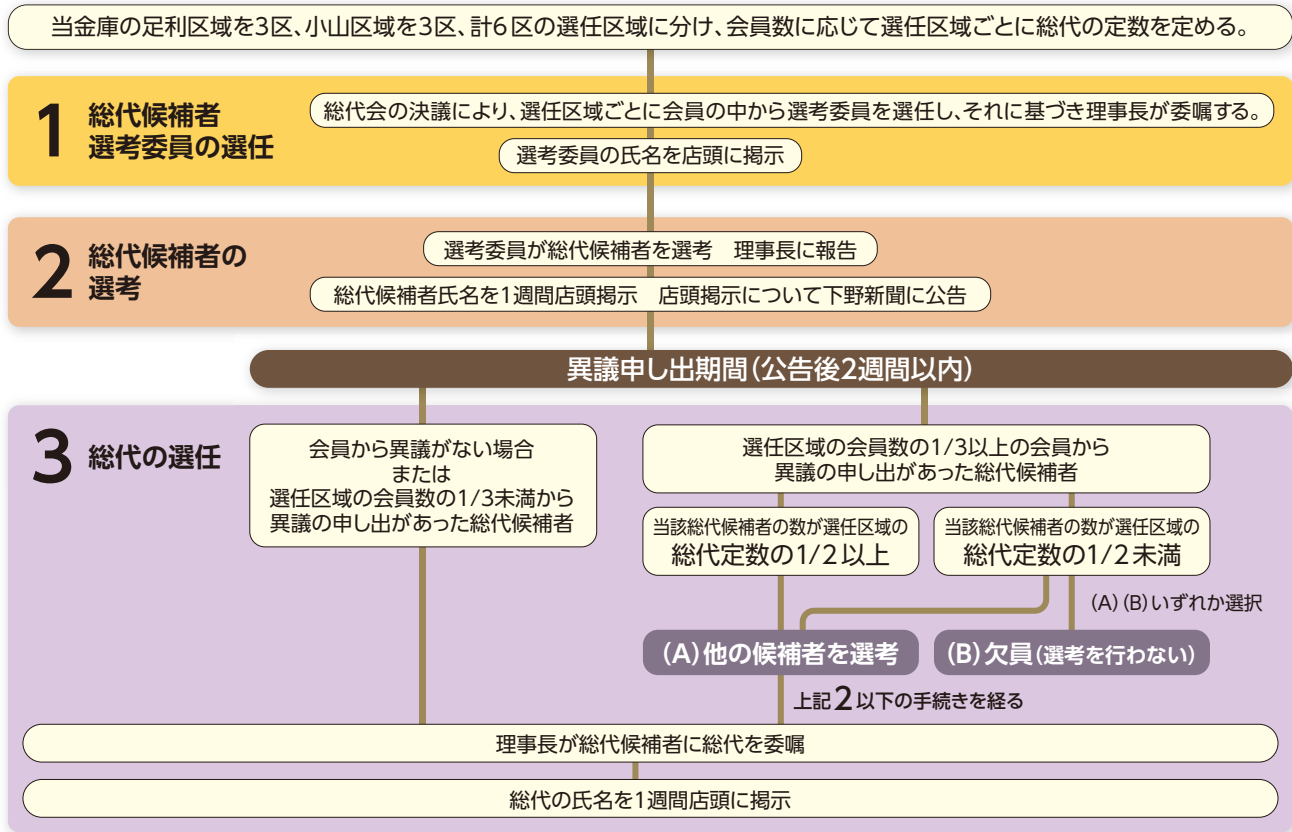 当金庫の足利区域を3区、小山区域を3区、計6区の選任区域に分け、会員数に応じて選任区域ごとに総代の定数を定める。
1 総代候補者
選考委員の選任
総代会の決議により、選任区域ごとに会員の中から選考委員を選任し、それに基づき理事長が委嘱する。
選考委員の氏名を店頭に掲示
2 総代候補者の
選考
選考委員が総代候補者を選考　理事長に報告
総代候補者氏名を1週間店頭掲示　店頭掲示について下野新聞に公告
異議申し出期間（公告後2週間以内）
3 総代の選任
会員から異議がない場合
または
選任区域の会員数の1/3未満から
異議の申し出があった総代候補者
選任区域の会員数の1/3以上の会員から
異議の申し出があった総代候補者
当該総代候補者の数が選任区域の
総代定数の1/2以上
当該総代候補者の数が選任区域の
総代定数の1/2未満
(A)(B)いずれか選択
(A)他の候補者を選考
(B)欠員(選考を行わない)
上記2以下の手続きを経る
理事長が総代候補者に総代を委嘱
総代の氏名を1週間店頭に掲示